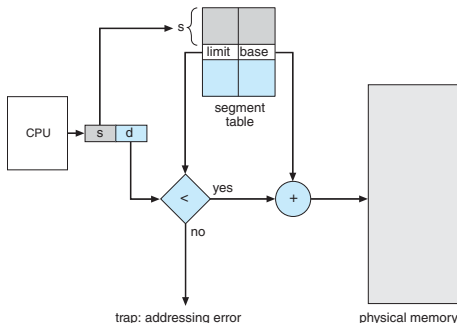 s
limit base
segment
table
CPU
s d
<
yes
+
no
trap: addressing error
physical memory